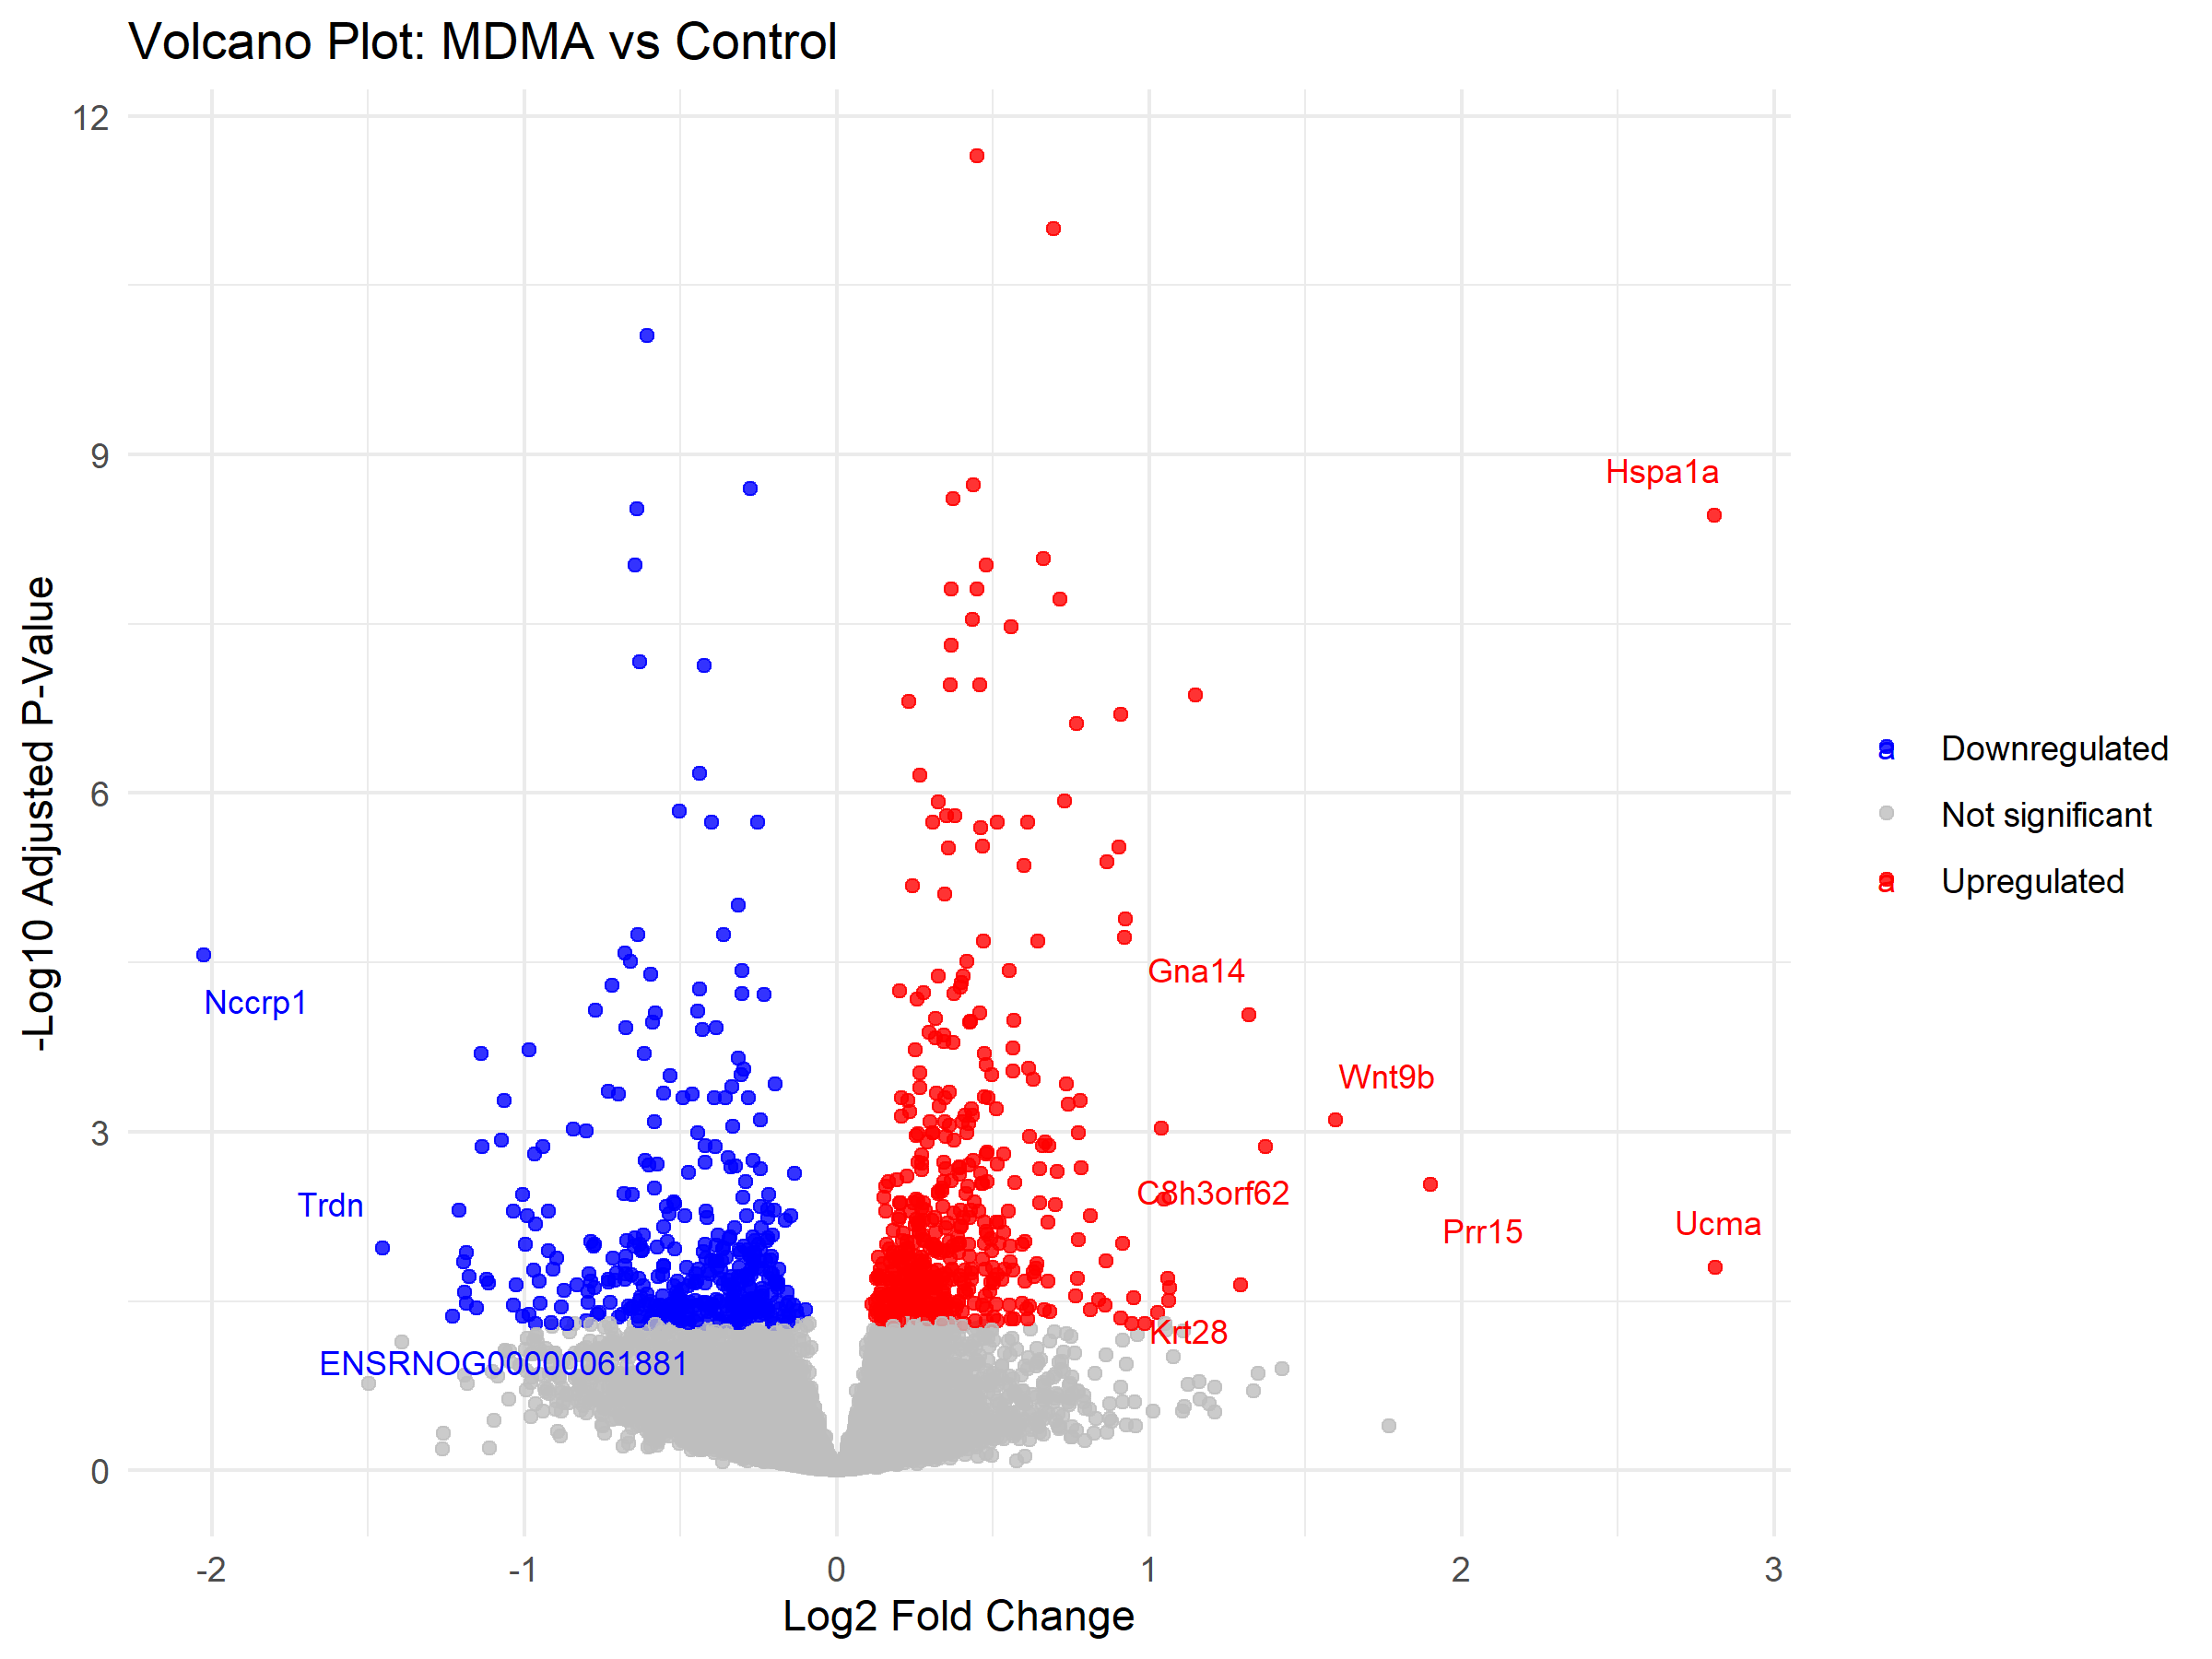 Volcano Plot: MDMA vs Control
12
9
6
3
0
-Log10 Adjusted P-Value
Hspa1a
Gna14
Nccrp1
Wnt9b
C8h3orf62
Trdn
Prr15
Ucma
Krt28
ENSRNOG00000061881
-2
-1
0
1
2
3
Log2 Fold Change
a Downregulated
Not significant
a Upregulated